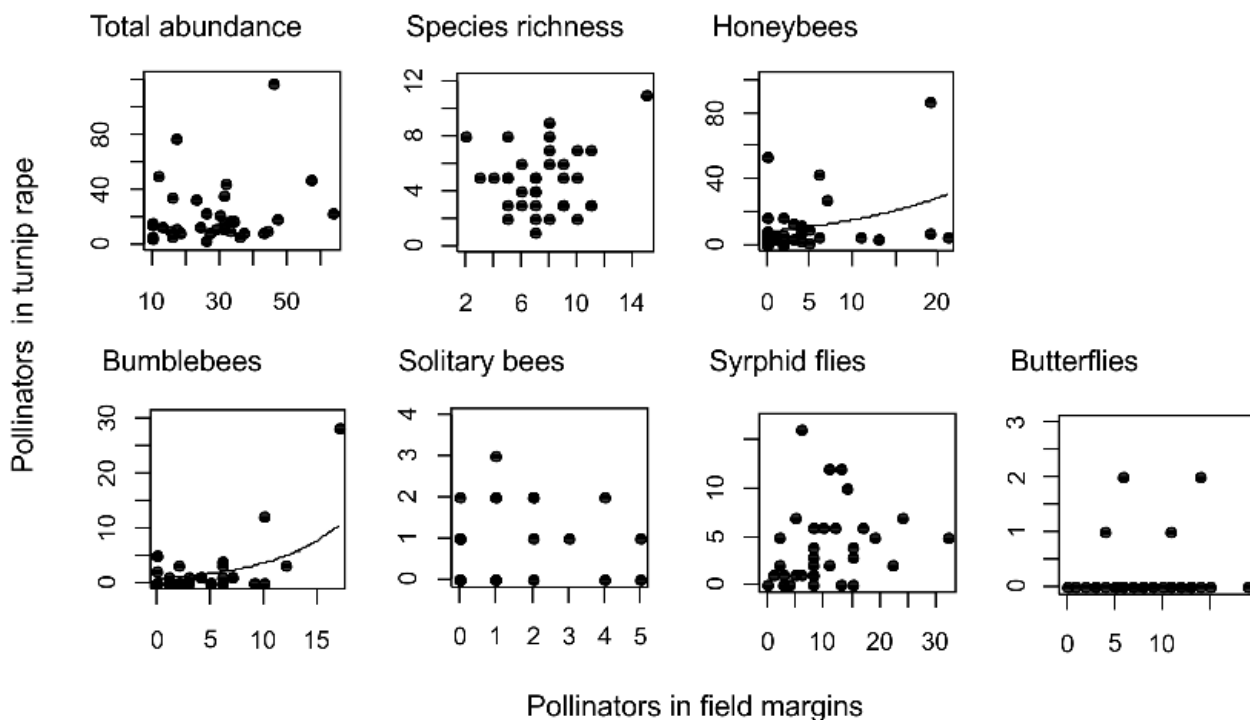 Total abundance
Species richness
Honeybees
Pollinators in turnip rape
80
40
0
10 30 50
12
8
4
0
2 6 10 14
80
40
0
0 5 10 20
Bumblebees
Solitary bees
Syrphid flies
Butterflies
30
20
10
0
0 5 10 15
4
3
2
1
0
0 1 2 3 4 5
10
5
0
0 10 20 30
3
2
1
0
0 5 10
Pollinators in field margins